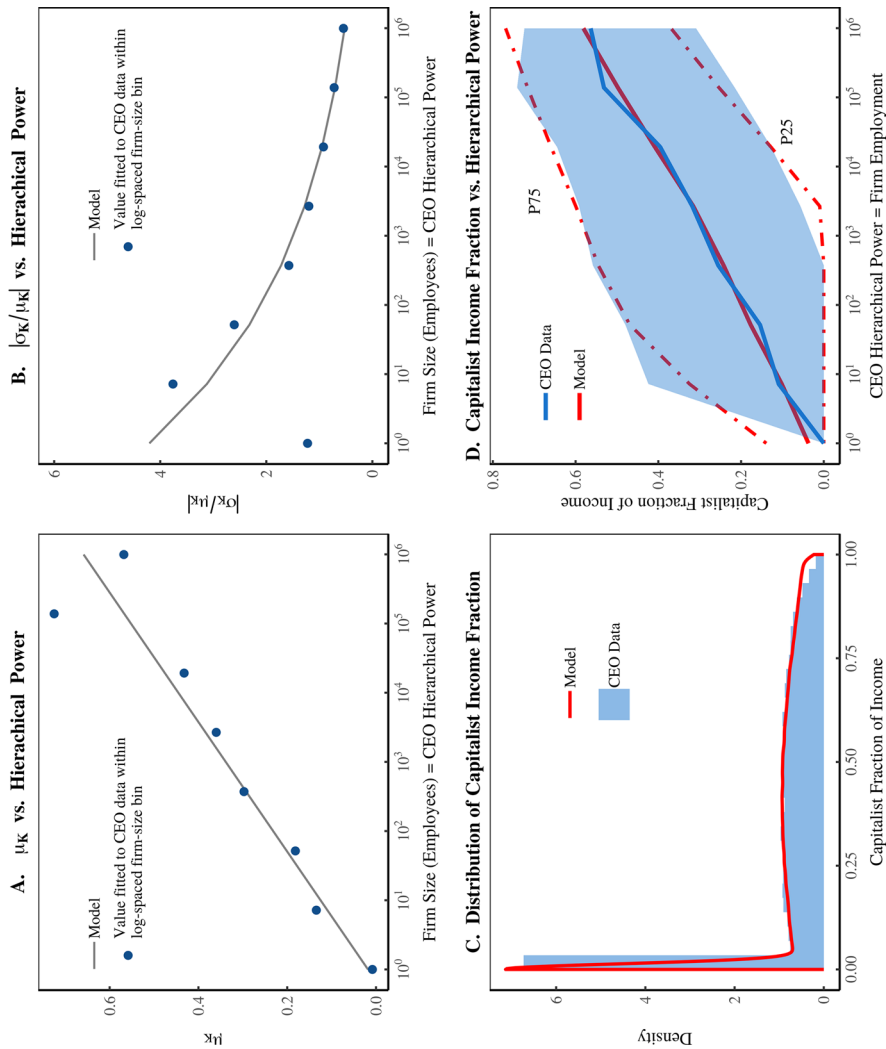 A. μK vs. Hierachical Power
Model
Value fitted to CEO data within
log-spaced firm-size bin
μK
0.0
0.2
0.4
0.6
10^0
10^1
10^2
10^3
10^4
10^5
10^6
Firm Size (Employees) = CEO Hierarchical Power
B. |σK/μK| vs. Hierachical Power
Model
Value fitted to CEO data within
log-spaced firm-size bin
|σK/μK|
0
2
4
6
10^0
10^1
10^2
10^3
10^4
10^5
10^6
Firm Size (Employees) = CEO Hierarchical Power
C. Distribution of Capitalist Income Fraction
Model
CEO Data
Density
0
2
4
6
0.00
0.25
0.50
0.75
1.00
Capitalist Fraction of Income
D. Capitalist Income Fraction vs. Hierarchical Power
CEO Data
Model
P75
P25
Capitalist Fraction of Income
0.0
0.2
0.4
0.6
0.8
10^0
10^1
10^2
10^3
10^4
10^5
10^6
CEO Hierarchical Power = Firm Employment